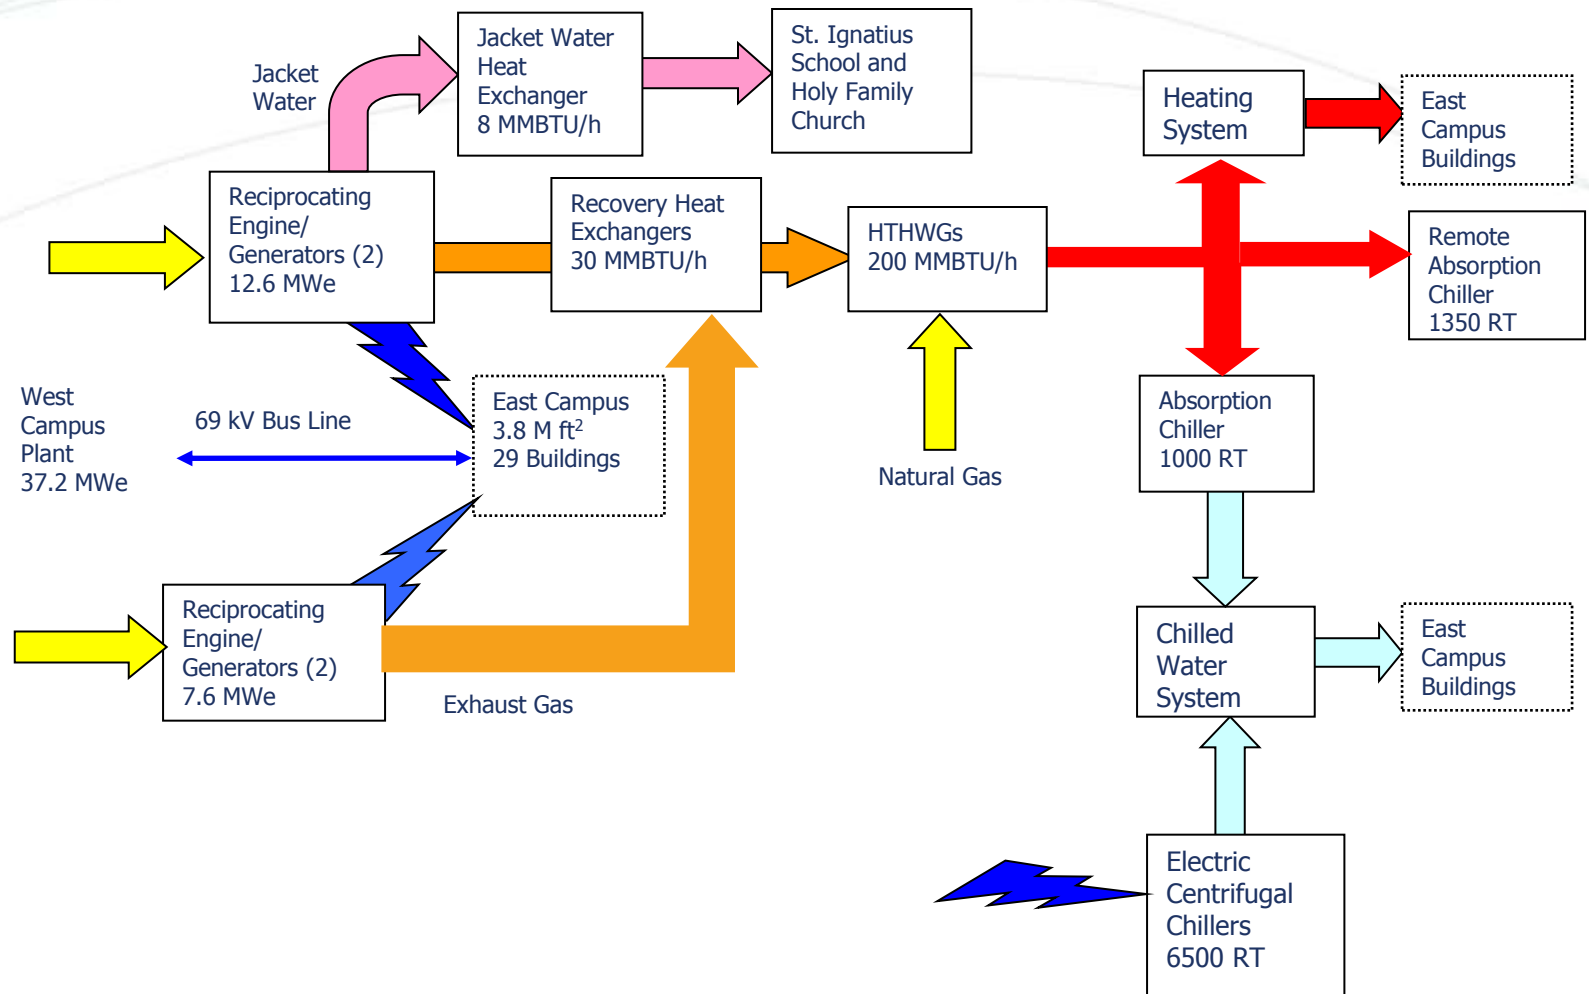 Jacket
Water
Jacket Water
Heat
Exchanger
8 MMBTU/h
St. Ignatius
School and
Holy Family
Church
Heating
System
East
Campus
Buildings
Reciprocating
Engine/
Generators (2)
12.6 MWe
Recovery Heat
Exchangers
30 MMBTU/h
HTHWGs
200 MMBTU/h
Remote
Absorption
Chiller
1350 RT
West
Campus
Plant
37.2 MWe
69 kV Bus Line
East Campus
3.8 M ft²
29 Buildings
Natural Gas
Absorption
Chiller
1000 RT
Reciprocating
Engine/
Generators (2)
7.6 MWe
Exhaust Gas
Chilled
Water
System
East
Campus
Buildings
Electric
Centrifugal
Chillers
6500 RT